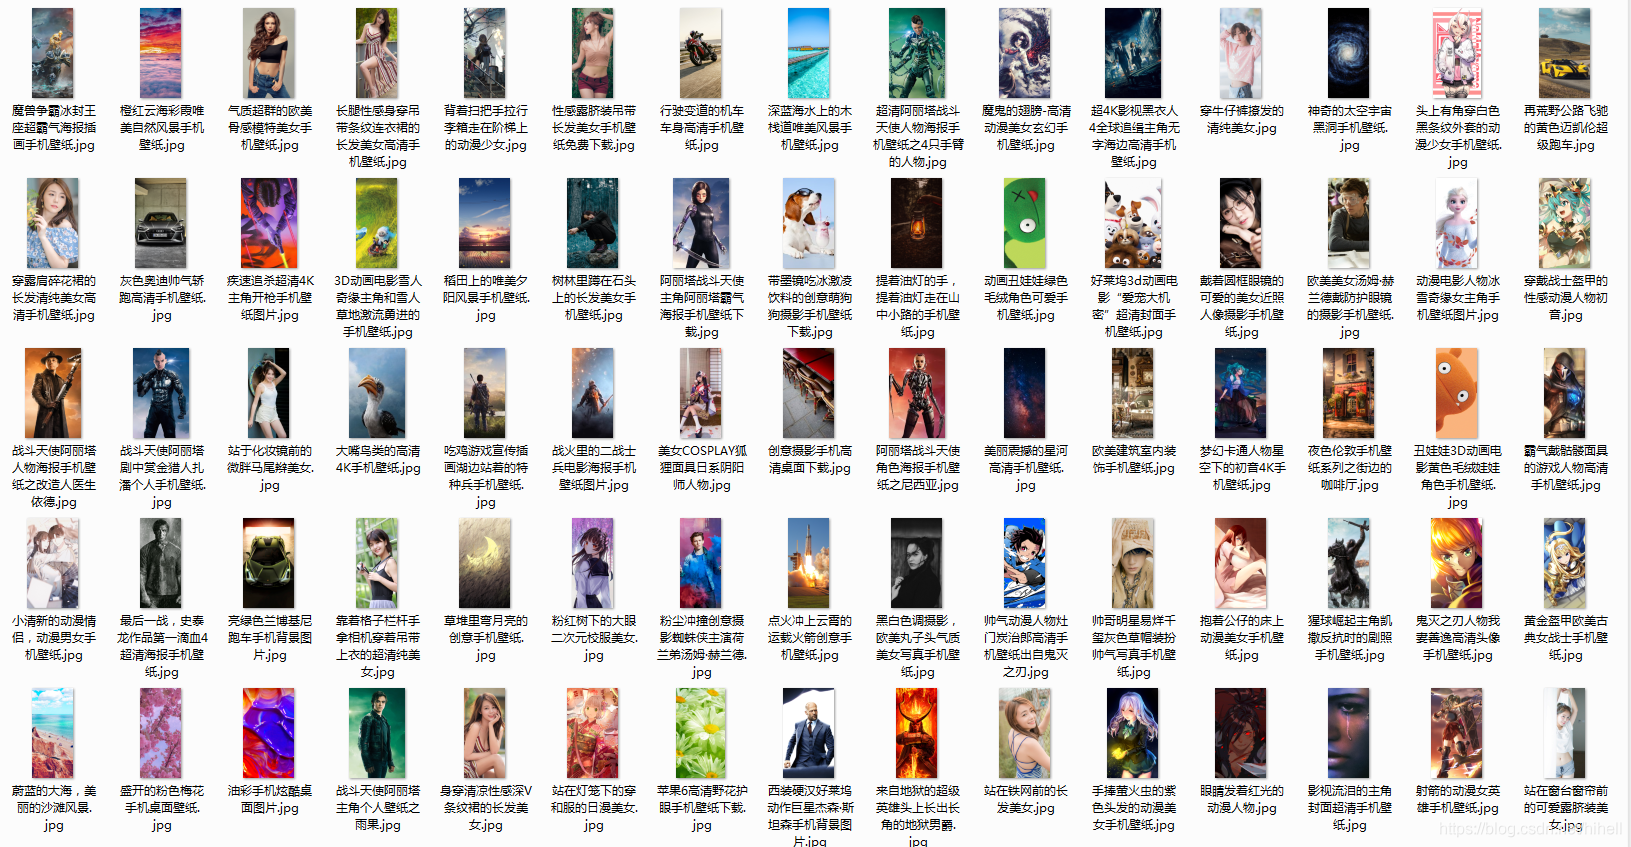 魔兽争霸冰封王
座超霸气海报插
画手机壁纸.jpg
橙红云海彩霞唯
美自然风景手机
壁纸.jpg
气质超群的欧美
骨感模特美女手
机壁纸.jpg
长腿性感身穿吊
带条纹连衣裙的
长发美女高清手
机壁纸.jpg
背着扫把手拉行
李箱走在阶梯上
的动漫少女.jpg
性感露脐装吊带
长发美女手机壁
纸免费下载.jpg
行驶变道的机车
车身高清手机壁
纸.jpg
深蓝海水上的木
栈道唯美风景手
机壁纸.jpg
超清阿丽塔战斗
天使人物海报手
机壁纸之4只手臂
的人物.jpg
魔鬼的翅膀-高清
动漫美女玄幻手
机壁纸.jpg
超4K影视黑衣人
4全球追缉主角无
字海边高清手机
壁纸.jpg
穿牛仔裤撩发的
清纯美女.jpg
神奇的太空宇宙
黑洞手机壁纸.
jpg
头上有角穿白色
黑条纹外套的动
漫少女手机壁纸.
jpg
再荒野公路飞驰
的黄色迈凯伦超
级跑车.jpg
穿露肩碎花裙的
长发清纯美女高
清手机壁纸.jpg
灰色奥迪帅气轿
跑高清手机壁纸.
jpg
疾速追杀超清4K
主角开枪手机壁
纸图片.jpg
3D动画电影雪人
奇缘主角和雪人
草地激流勇进的
手机壁纸.jpg
稻田上的唯美夕
阳风景手机壁纸.
jpg
树林里蹲在石头
上的长发美女手
机壁纸.jpg
阿丽塔战斗天使
主角阿丽塔霸气
海报手机壁纸下
载.jpg
带墨镜吃冰激凌
饮料的创意萌狗
狗摄影手机壁纸
下载.jpg
提着油灯的手，
提着油灯走在山
中小路的手机壁
纸.jpg
动画丑娃娃绿色
毛绒角色可爱手
机壁纸.jpg
好莱坞3d动画电
影“爱宠大机
密”超清封面手
机壁纸.jpg
戴着圆框眼镜的
可爱的美女近照
人像摄影手机壁
纸.jpg
欧美美女汤姆·赫
兰德戴防护眼镜
的摄影手机壁纸.
jpg
动漫电影人物冰
雪奇缘女主角手
机壁纸图片.jpg
穿戴战士盔甲的
性感动漫人物初
音.jpg
战斗天使阿丽塔
人物海报手机壁
纸之改造人医生
依德.jpg
战斗天使阿丽塔
剧中赏金猎人扎
潘个人手机壁纸.
jpg
站于化妆镜前的
微胖马尾辫美女.
jpg
大嘴鸟类的高清
4K手机壁纸.jpg
吃鸡游戏宣传插
画湖边站着的特
种兵手机壁纸.jpg
战火里的二战士
兵电影海报手机
壁纸图片.jpg
美女COSPLAY狐
狸面具日系阴阳
师人物.jpg
创意摄影手机高
清桌面下载.jpg
阿丽塔战斗天使
角色海报手机壁
纸之尼西亚.jpg
美丽震撼的星河
高清手机壁纸.
jpg
欧美建筑室内装
饰手机壁纸.jpg
梦幻卡通人物星
空下的初音4K手
机壁纸.jpg
夜色伦敦手机壁
纸系列之街边的
咖啡厅.jpg
丑娃娃3D动画电
影黄色毛绒娃娃
角色手机壁纸.
jpg
霸气戴骷髅面具
的游戏人物高清
手机壁纸.jpg
小清新的动漫情
侣，动漫男女手
机壁纸.jpg
最后一战，史泰
龙作品第一滴血4
超清海报手机壁
纸.jpg
亮绿色兰博基尼
跑车手机背景图
片.jpg
靠着格子栏杆手
拿相机穿着吊带
上衣的超清纯美
女.jpg
草堆里弯月亮的
创意手机壁纸.
jpg
粉红树下的大眼
二次元校服美女.
jpg
粉尘冲撞创意摄
影蜘蛛侠主演荷
兰弟汤姆·赫兰德.
jpg
点火冲上云霄的
运载火箭创意手
机壁纸.jpg
黑白色调摄影，
欧美丸子头气质
美女写真手机壁
纸.jpg
帅气动漫人物灶
门炭治郎高清手
机壁纸出自鬼灭
之刃.jpg
帅哥明星易烊千
玺灰色草帽装扮
帅气写真手机壁
纸.jpg
抱着公仔的床上
动漫美女手机壁
纸.jpg
猩球崛起主角凯
撒反抗时的剧照
手机壁纸.jpg
鬼灭之刃人物我
妻善逸高清头像
手机壁纸.jpg
黄金盔甲欧美古
典女战士手机壁
纸.jpg
蔚蓝的大海，美
丽的沙滩风景.
jpg
盛开的粉色梅花
手机桌面壁纸.
jpg
油彩手机炫酷桌
面图片.jpg
战斗天使阿丽塔
主角个人壁纸之
雨果.jpg
身穿清凉性感深V
条纹裙的长发美
女.jpg
站在灯笼下的穿
和服的日漫美女.
jpg
苹果6高清野花护
眼手机壁纸下载.
jpg
西装硬汉好莱坞
动作巨星杰森·斯
坦森手机背景图
片.jpg
来自地狱的超级
英雄头上长出长
角的地狱男爵.
jpg
站在铁网前的长
发美女.jpg
手捧萤火虫的紫
色头发的动漫美
女手机壁纸.jpg
眼睛发着红光的
动漫人物.jpg
影视流泪的主角
封面超清手机壁
纸.jpg
射箭的动漫女英
雄手机壁纸.jpg
站在窗台窗帘前
的可爱露脐装美
女.jpg